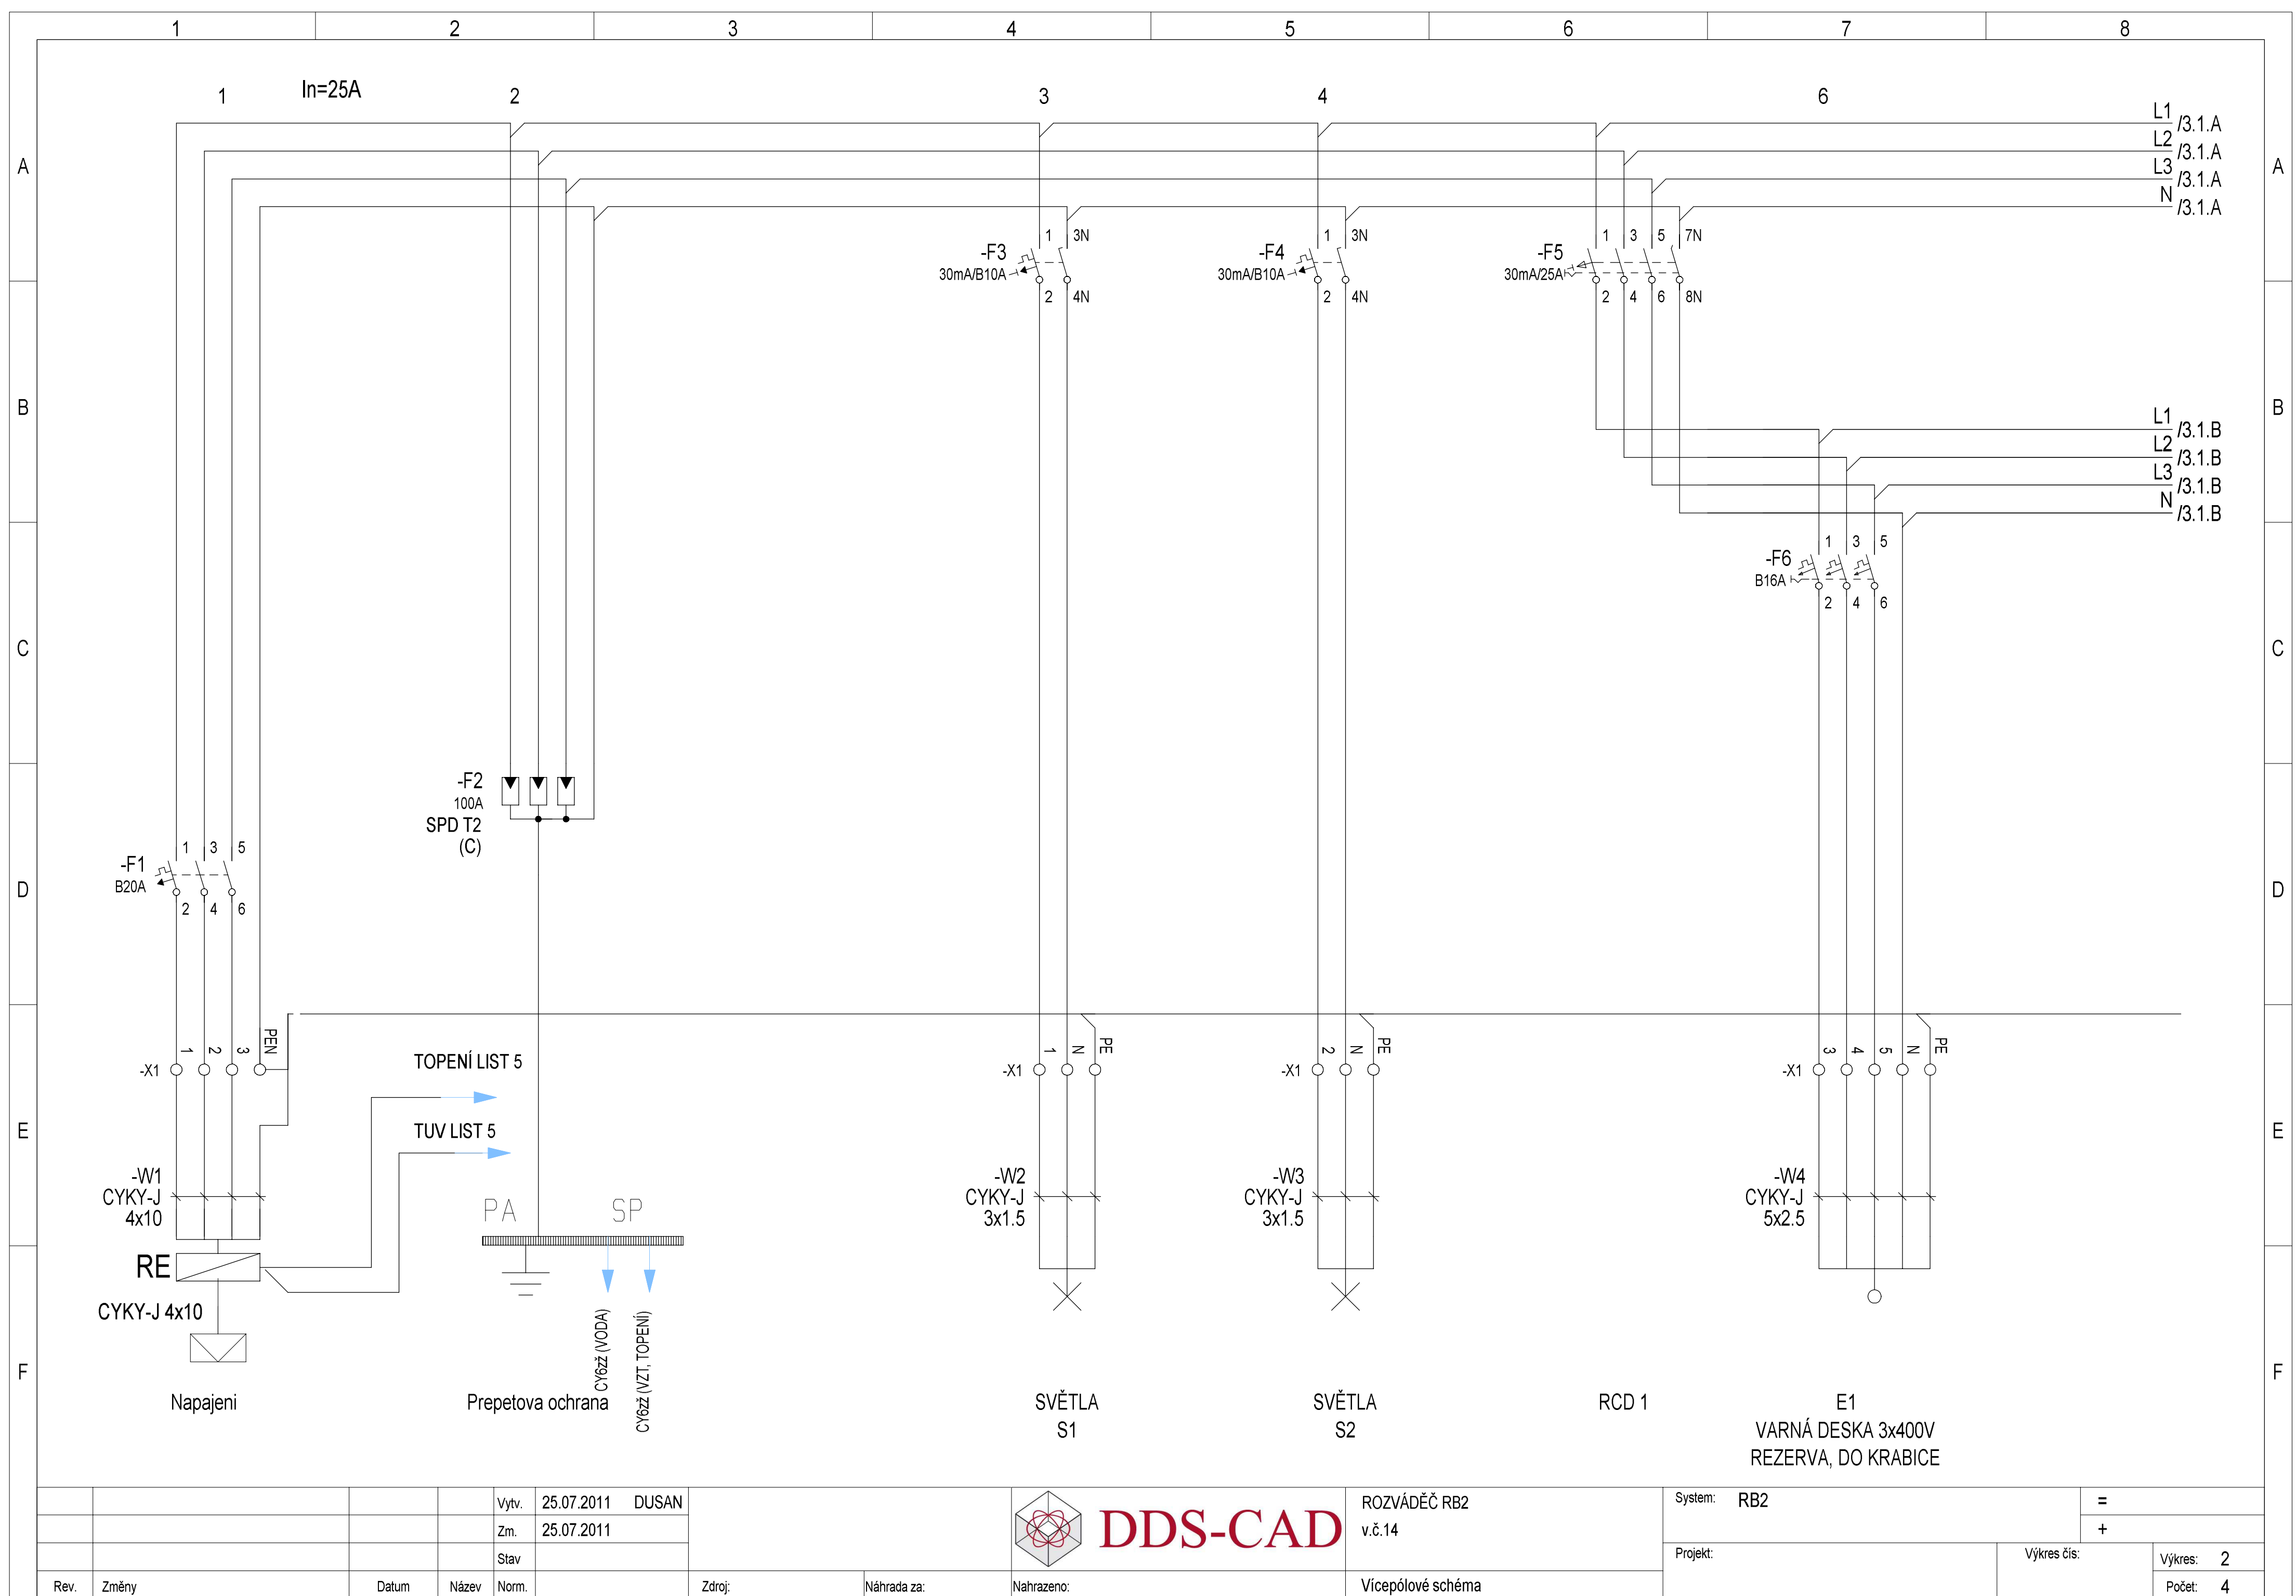 1 2 3 4 5 6 7 8
1 In=25A 2 3 4 6
L1 /3.1.A
L2 /3.1.A
A A
L3 /3.1.A
N /3.1.A
1 3N 1 3N 1 3 5 7N
-F3 -F4 -F5
30mA/B10A 30mA/B10A 30mA/25A
2 4N 2 4N 2 4 6 8N
B B
L1 /3.1.B
L2 /3.1.B
L3 /3.1.B
N /3.1.B
1 3 5
-F6
B16A
2 4 6
C C
-F2
100A
SPD T2
(C)
1 3 5
-F1
B20A
2 4 6
D D
1 2 3 PEN 1 N PE 2 N PE 3 4 5 N PE
TOPENÍ LIST 5
-X1 -X1 -X1 -X1
E TUV LIST 5 E
-W1 -W2 -W3 -W4
CYKY-J CYKY-J CYKY-J CYKY-J
4x10 3x1.5 3x1.5 5x2.5
PA SP
RE
CYKY-J 4x10
CY6zž (VODA)
CY6zž (VZT, TOPENÍ)
F F
Napajeni Prepetova ochrana SVĚTLA SVĚTLA RCD 1 E1
S1 S2 VARNÁ DESKA 3x400V
REZERVA, DO KRABICE
Vytv. 25.07.2011 DUSAN
Zm. 25.07.2011
Stav
Rev. Změny Datum Název Norm. Zdroj: Náhrada za: Nahrazeno:
DDS-CAD
ROZVÁDĚČ RB2
v.č.14
Vícepólové schéma
System: RB2 =
+
Projekt: Výkres čís: Výkres: 2
Počet: 4